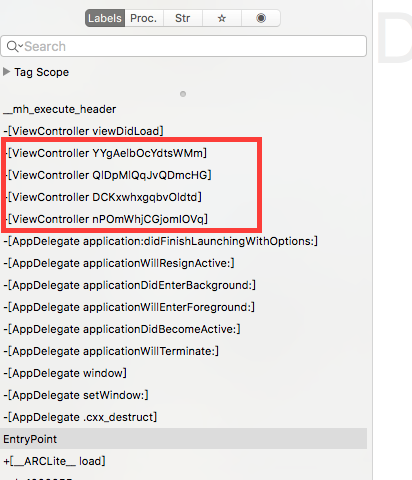 Labels Proc. Str
Search
Tag Scope
__mh_execute_header
-[ViewController viewDidLoad]
-[ViewController YYgAelbOcYdtsWMm]
-[ViewController QIDpMlQqJvQDmcHG]
-[ViewController DCKxwhxgqbvOldtd]
-[ViewController nPOmWhjCGjomIOVq]
-[AppDelegate application:didFinishLaunchingWithOptions:]
-[AppDelegate applicationWillResignActive:]
-[AppDelegate applicationDidEnterBackground:]
-[AppDelegate applicationWillEnterForeground:]
-[AppDelegate applicationDidBecomeActive:]
-[AppDelegate applicationWillTerminate:]
-[AppDelegate window]
-[AppDelegate setWindow:]
-[AppDelegate .cxx_destruct]
EntryPoint
+[__ARCLite__ load]